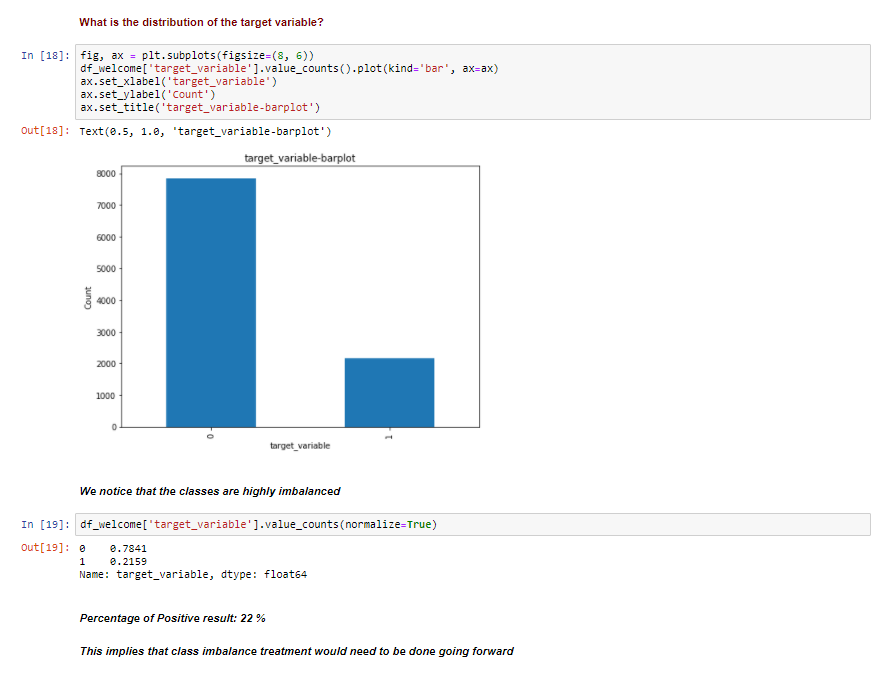 What is the distribution of the target variable?
In [18]: fig, ax = plt.subplots(figsize=(8, 6))
df_welcome['target_variable'].value_counts().plot(kind='bar', ax=ax)
ax.set_xlabel('target_variable')
ax.set_ylabel('Count')
ax.set_title('target_variable-barplot')
Out[18]: Text(0.5, 1.0, 'target_variable-barplot')
target_variable-barplot
8000
7000
6000
5000
4000
3000
2000
1000
0
Count
0
1
target_variable
We notice that the classes are highly imbalanced
In [19]: df_welcome['target_variable'].value_counts(normalize=True)
Out[19]: 0    0.7841
1    0.2159
Name: target_variable, dtype: float64
Percentage of Positive result: 22 %
This implies that class imbalance treatment would need to be done going forward